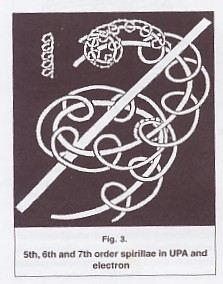 Fig. 3.
5th, 6th and 7th order spirillae in UPA and
electron